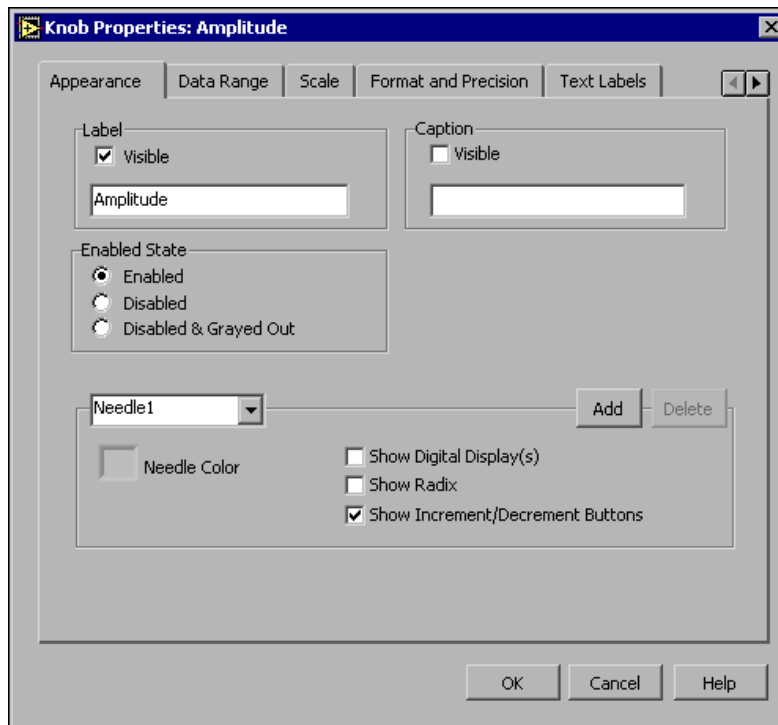 Knob Properties: Amplitude
Appearance Data Range Scale Format and Precision Text Labels
Label Caption
Visible Visible
Amplitude
Enabled State
Enabled
Disabled
Disabled & Grayed Out
Needle1 Add Delete
Needle Color Show Digital Display(s)
Show Radix
Show Increment/Decrement Buttons
OK Cancel Help